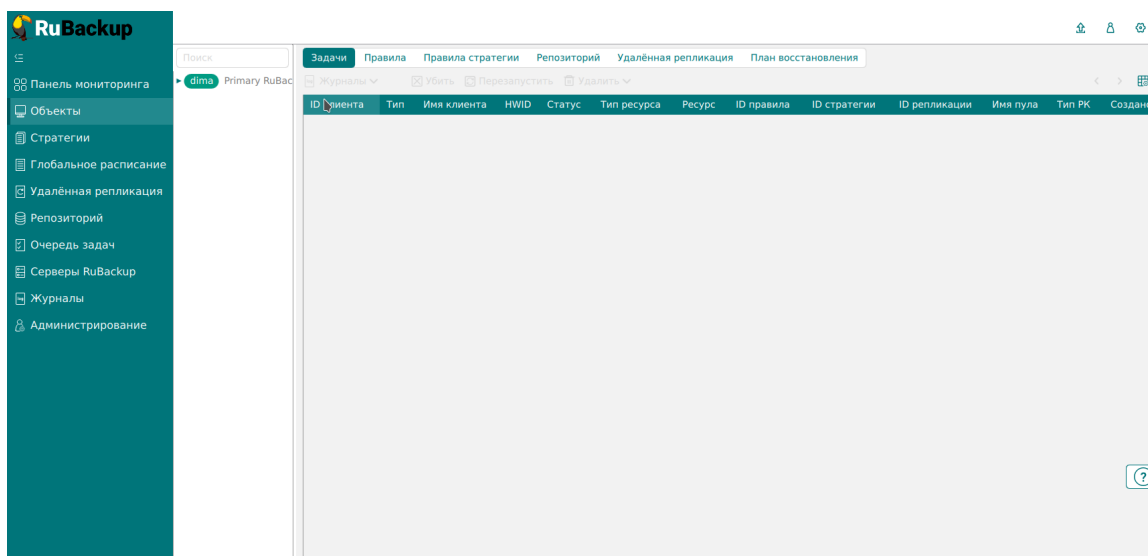 RuBackup
Поиск
Задачи Правила Правила стратегии Репозиторий Удалённая репликация План восстановления
Панель мониторинга
dima Primary RuBac
Журналы Убить Перезапустить Удалить
Объекты
ID клиента Тип Имя клиента HWID Статус Тип ресурса Ресурс ID правила ID стратегии ID репликации Имя пула Тип РК Создано
Стратегии
Глобальное расписание
Удалённая репликация
Репозиторий
Очередь задач
Серверы RuBackup
Журналы
Администрирование